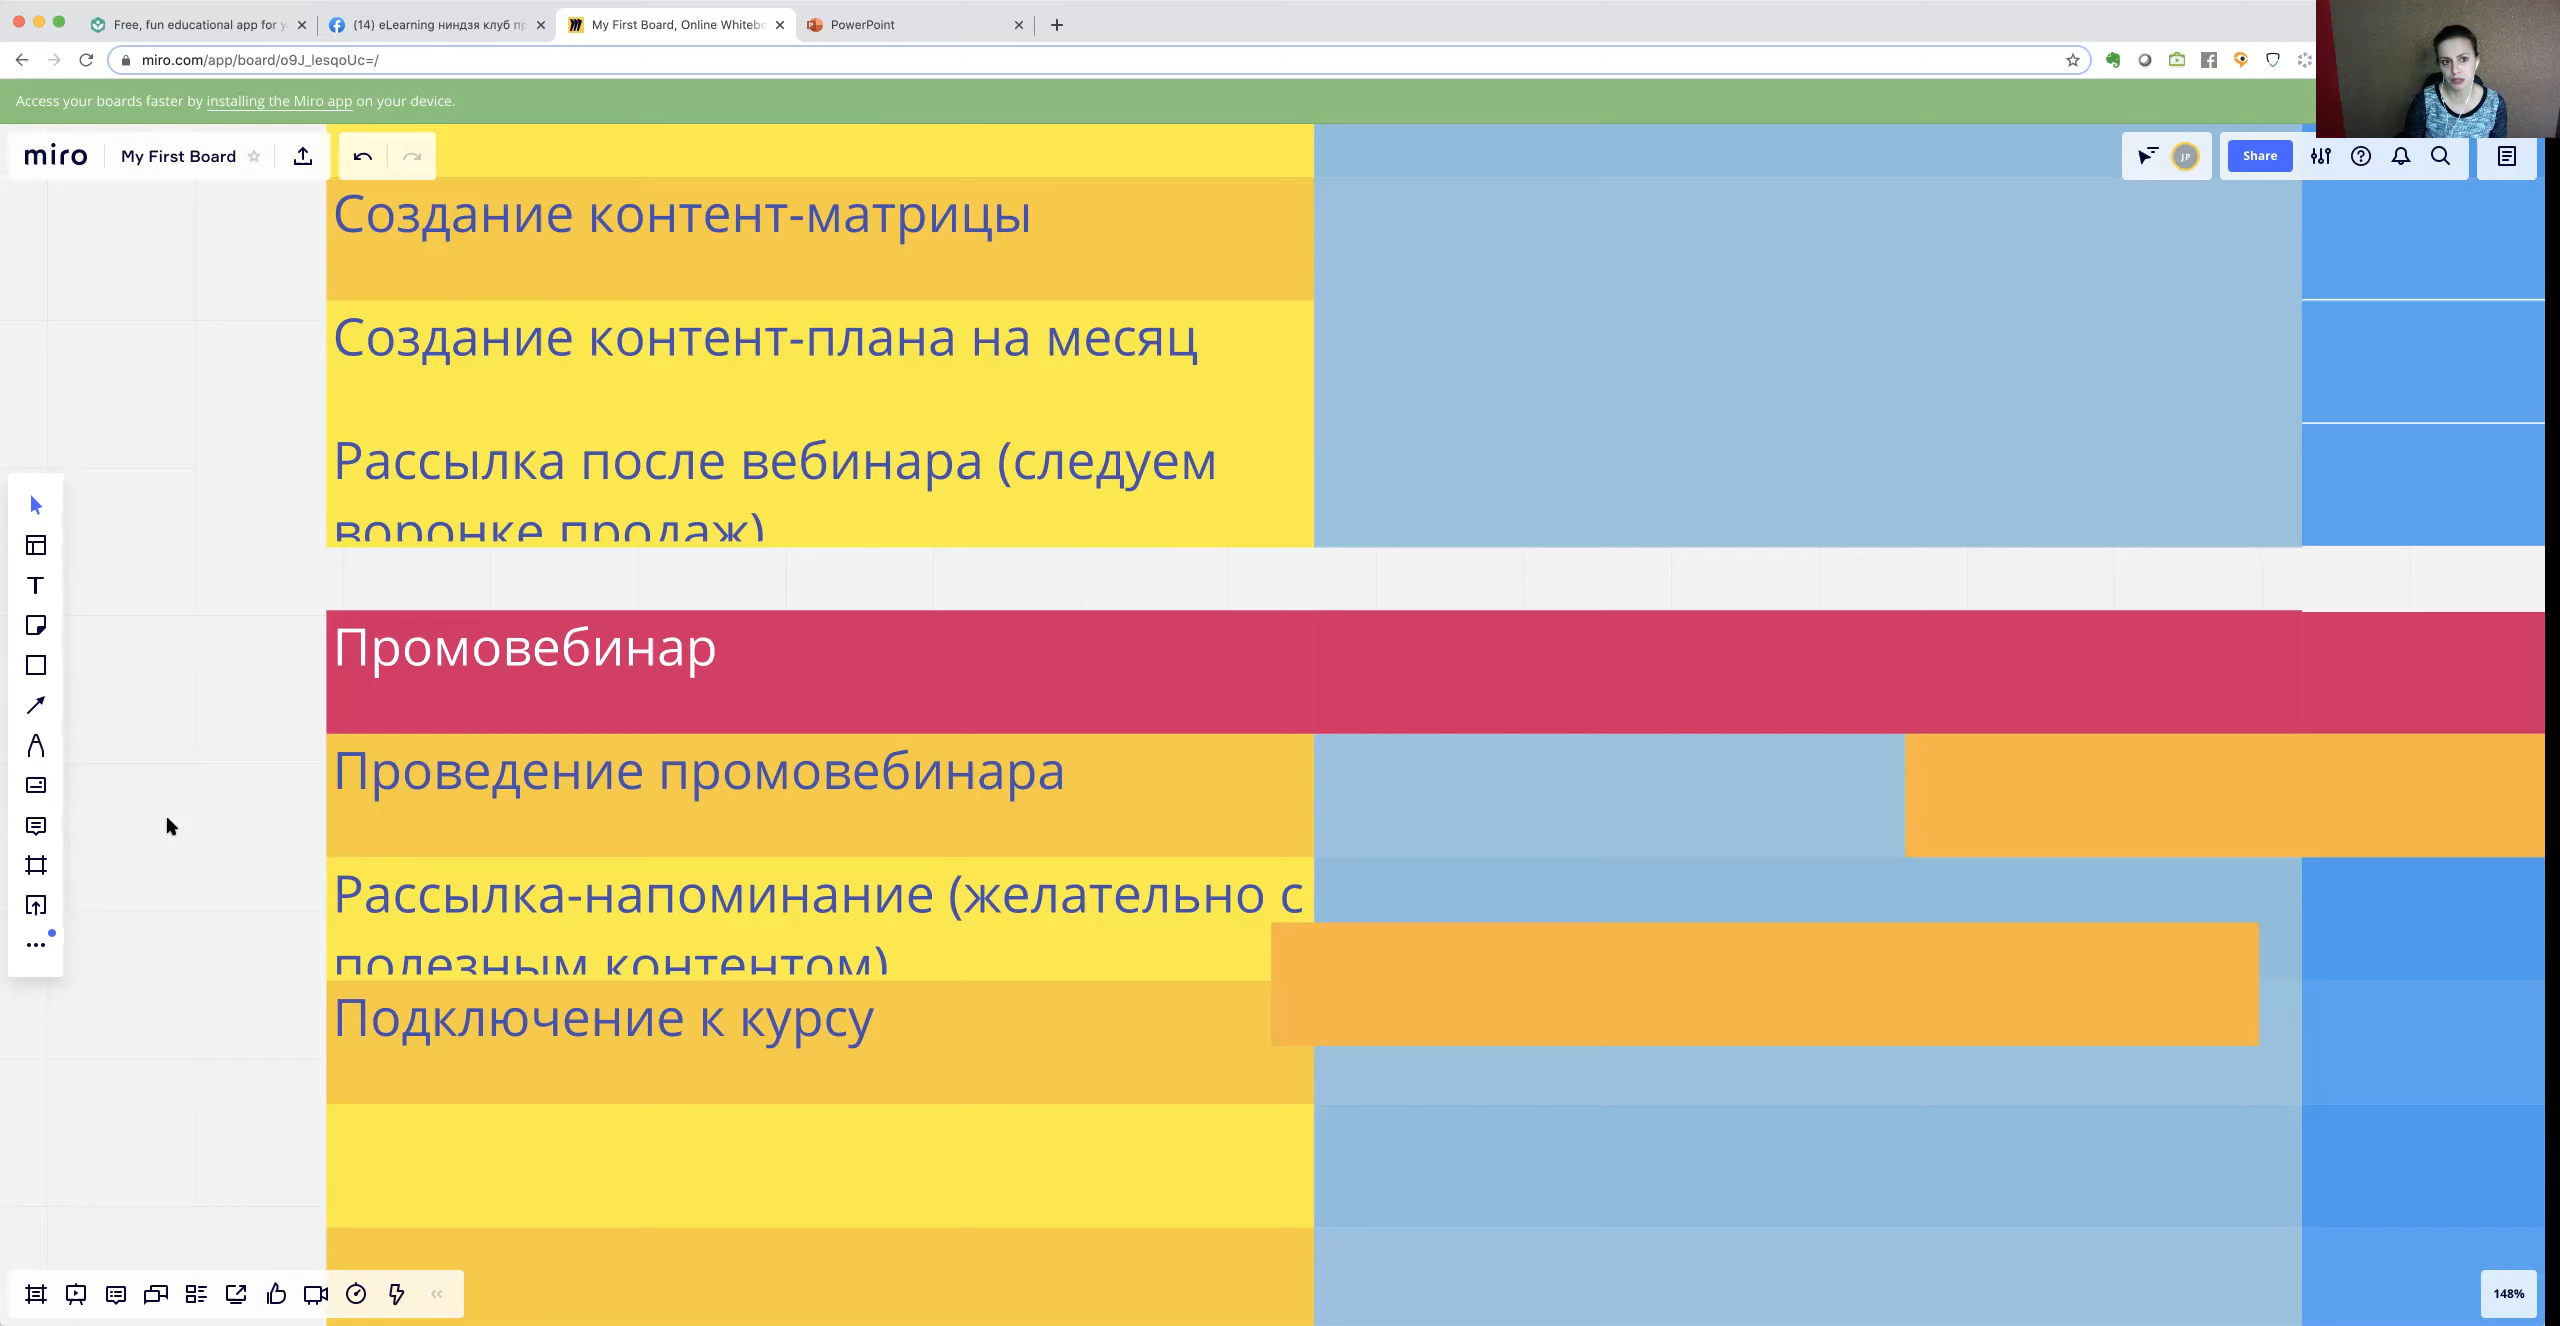 Free, fun educational app for y
(14) eLearning ниндзя клуб пр
My First Board, Online Whitebo
PowerPoint
miro.com/app/board/o9J_lesqoUc=/
Access your boards faster by installing the Miro app on your device.
miro
My First Board
JP
Share
Создание контент-матрицы
Создание контент-плана на месяц
Рассылка после вебинара (следуем
воронке продаж)
Промовебинар
Проведение промовебинара
Рассылка-напоминание (желательно с
полезным контентом)
Подключение к курсу
148%